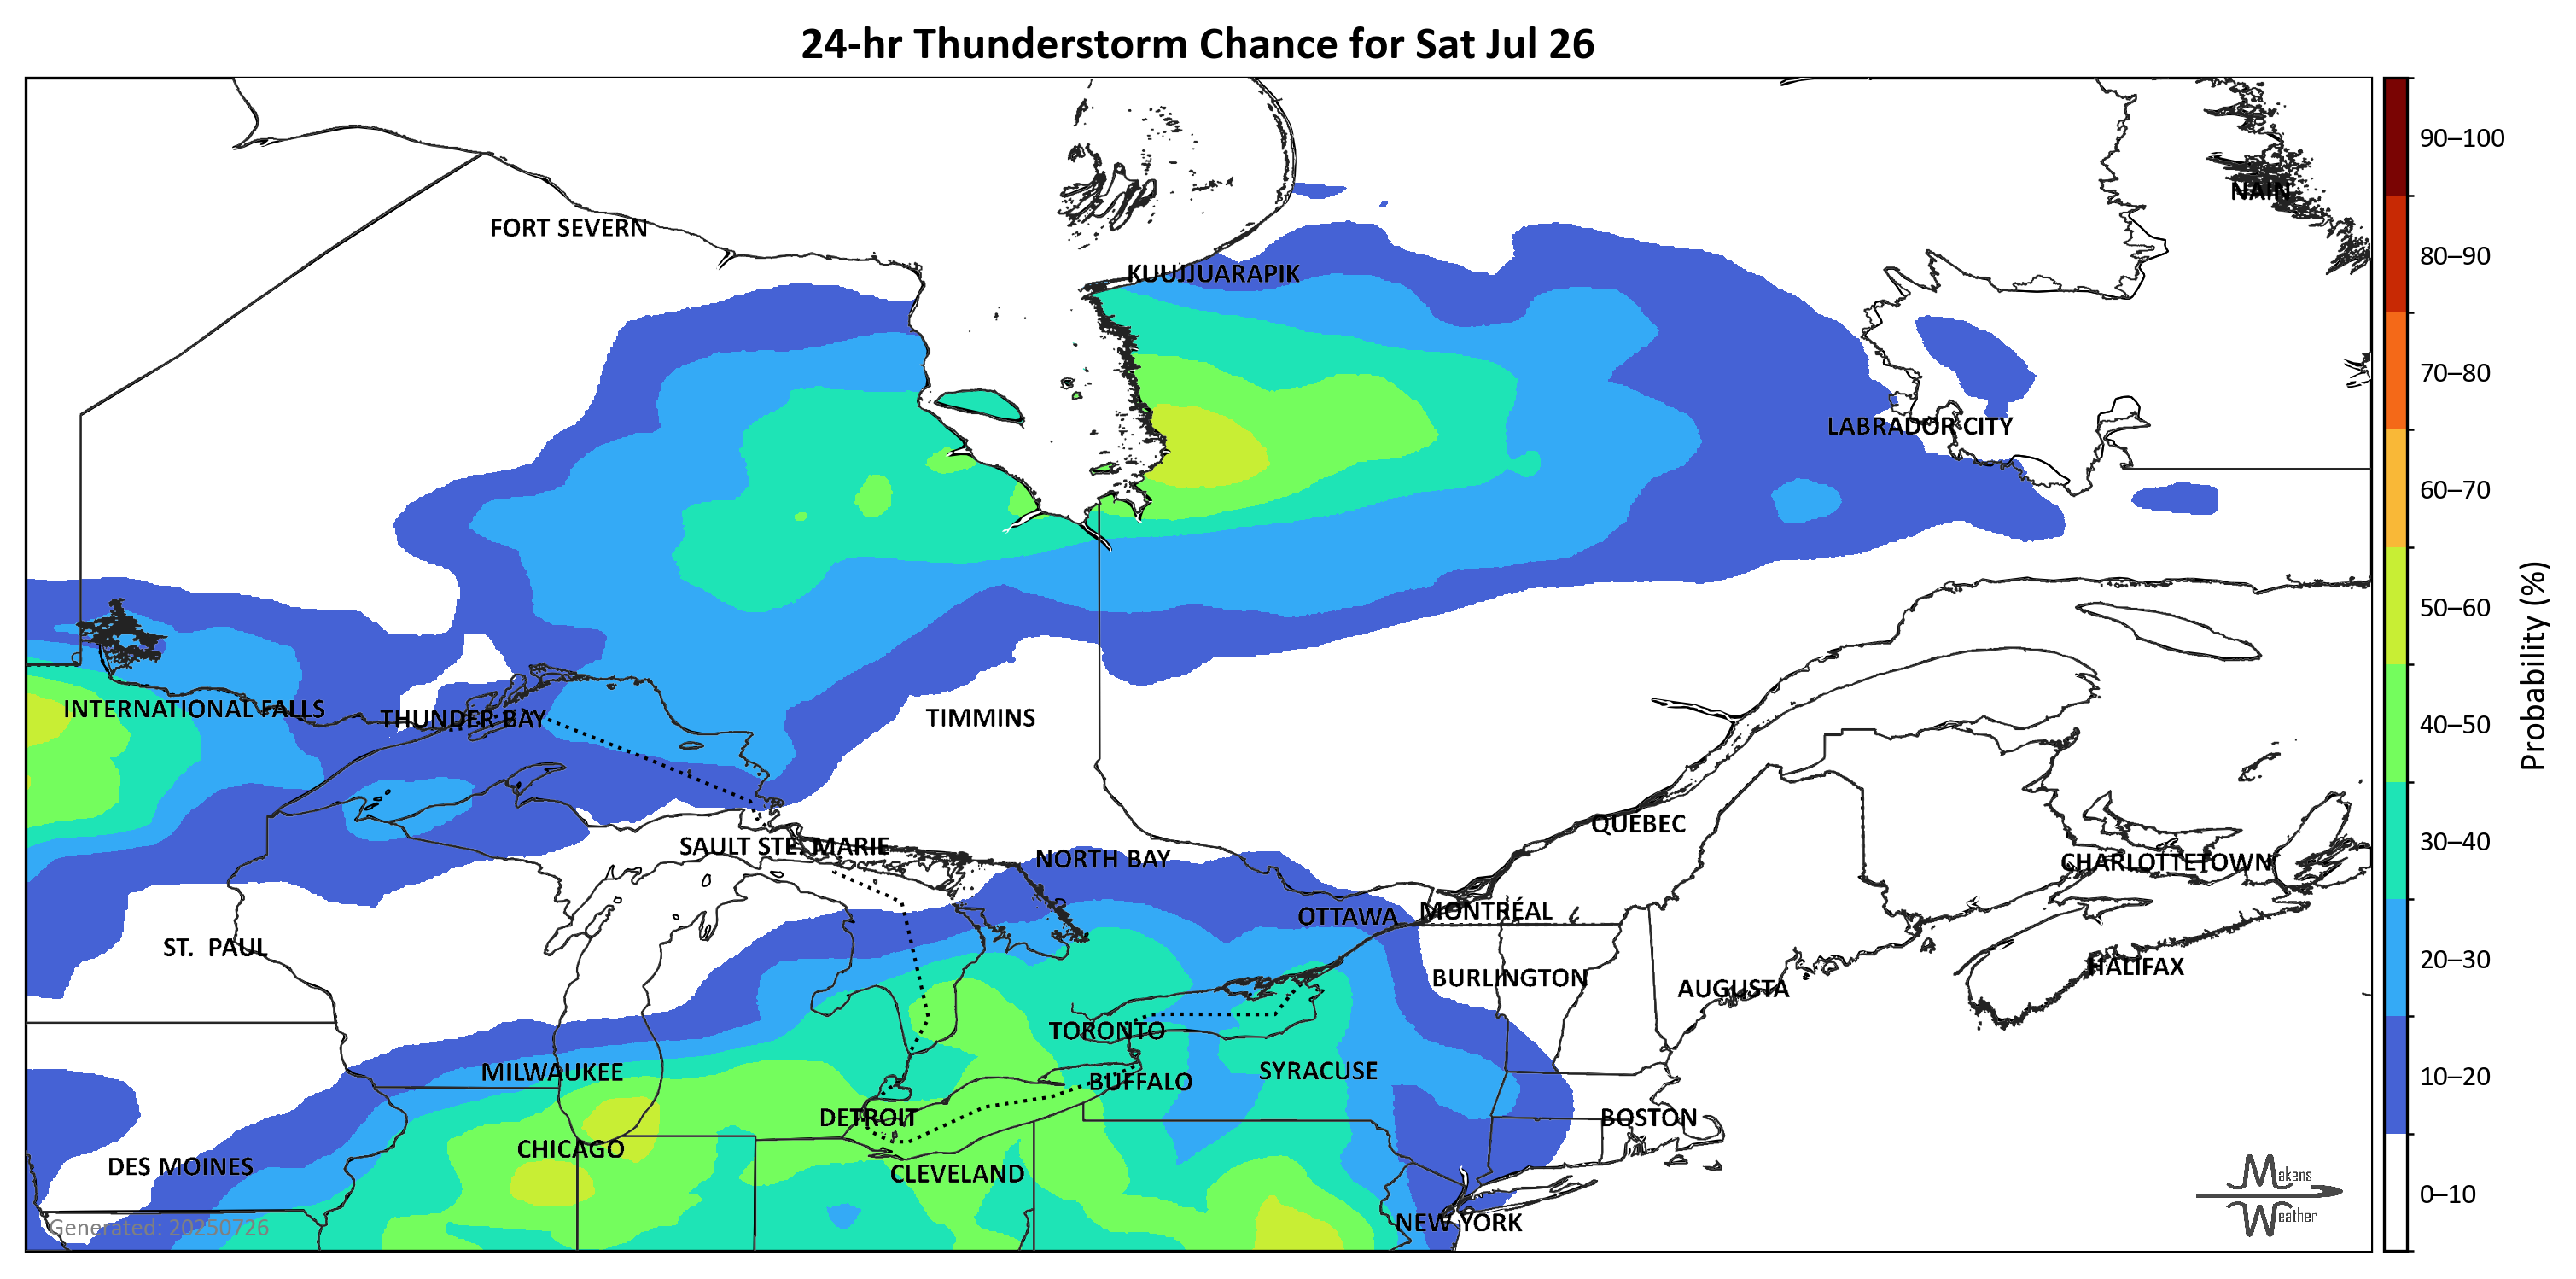 24-hr Thunderstorm Chance for Sat Jul 26
90–100
NAIN
FORT SEVERN
80–90
KUUJJUARAPIK
70–80
LABRADOR CITY
60–70
50–60
Probability (%)
INTERNATIONAL FALLS
THUNDER BAY
TIMMINS
40–50
QUEBEC
SAULT STE. MARIE
30–40
NORTH BAY
CHARLOTTETOWN
OTTAWA
MONTRÉAL
ST. PAUL
20–30
HALIFAX
BURLINGTON
AUGUSTA
TORONTO
MILWAUKEE
SYRACUSE
10–20
BUFFALO
DETROIT
BOSTON
CHICAGO
DES MOINES
CLEVELAND
Makens
Weather
0–10
NEW YORK
Generated: 20250726